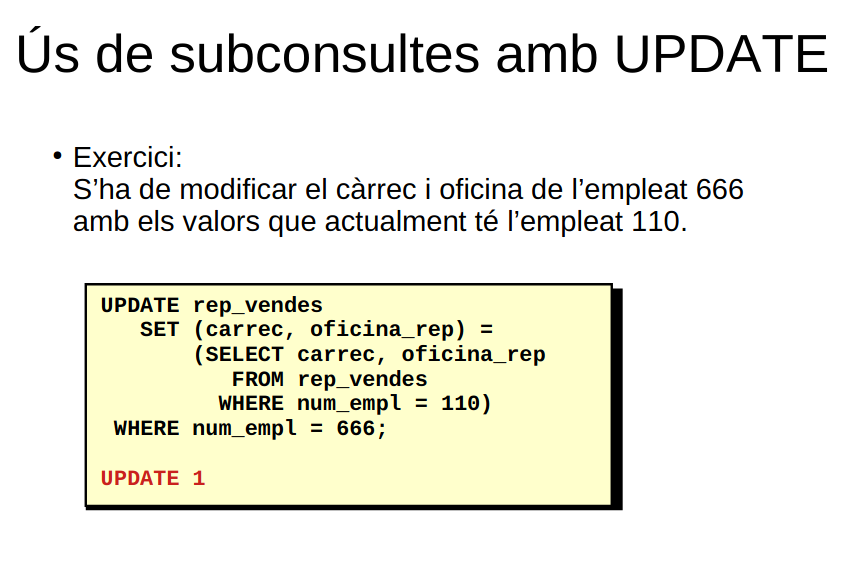 Ús de subconsultes amb UPDATE
• Exercici:
S’ha de modificar el càrrec i oficina de l’empleat 666
amb els valors que actualment té l’empleat 110.
UPDATE rep_vendes
   SET (carrec, oficina_rep) =
       (SELECT carrec, oficina_rep
          FROM rep_vendes
         WHERE num_empl = 110)
 WHERE num_empl = 666;
UPDATE 1